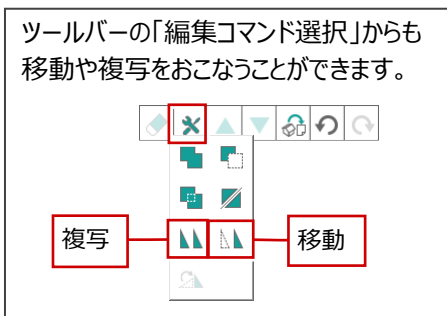 ツールバーの「編集コマンド選択」からも
移動や複写をおこなうことができます。
複写
移動